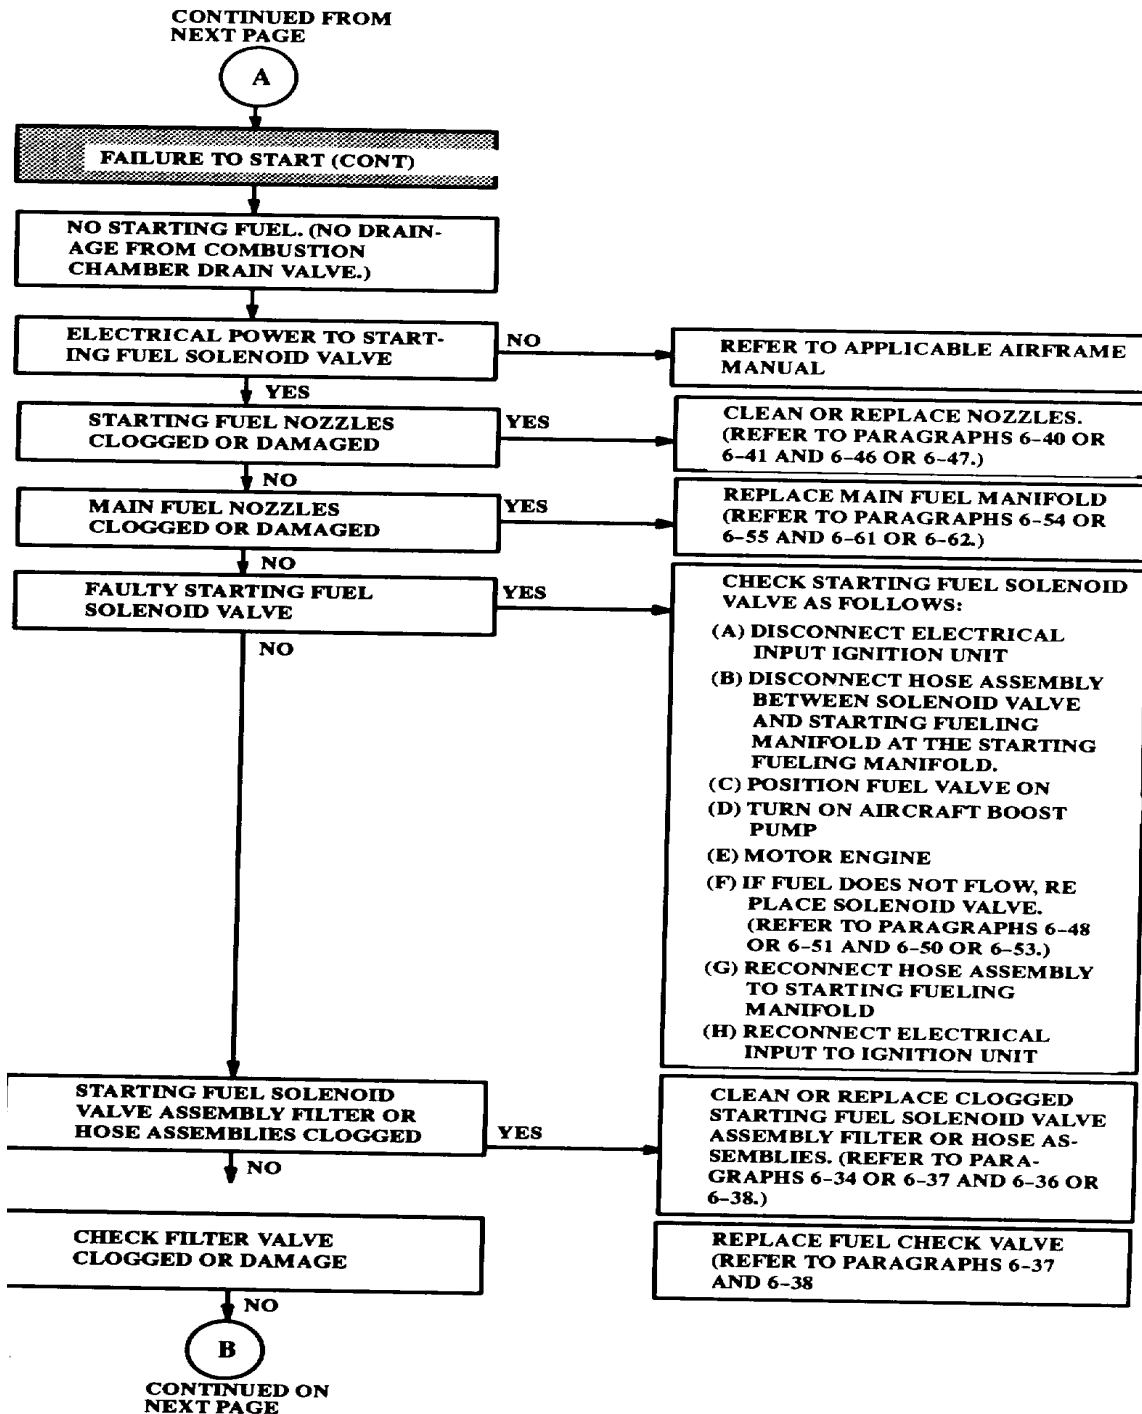 CONTINUED FROM
NEXT PAGE
A
FAILURE TO START (CONT)
NO STARTING FUEL. (NO DRAIN-
AGE FROM COMBUSTION
CHAMBER DRAIN VALVE.)
ELECTRICAL POWER TO START-
ING FUEL SOLENOID VALVE
NO
REFER TO APPLICABLE AIRFRAME
MANUAL
YES
STARTING FUEL NOZZLES
CLOGGED OR DAMAGED
YES
CLEAN OR REPLACE NOZZLES.
(REFER TO PARAGRAPHS 6-40 OR
6-41 AND 6-46 OR 6-47.)
NO
MAIN FUEL NOZZLES
CLOGGED OR DAMAGED
YES
REPLACE MAIN FUEL MANIFOLD
(REFER TO PARAGRAPHS 6-54 OR
6-55 AND 6-61 OR 6-62.)
NO
FAULTY STARTING FUEL
SOLENOID VALVE
YES
CHECK STARTING FUEL SOLENOID
VALVE AS FOLLOWS:
(A) DISCONNECT ELECTRICAL
INPUT IGNITION UNIT
(B) DISCONNECT HOSE ASSEMBLY
BETWEEN SOLENOID VALVE
AND STARTING FUELING
MANIFOLD AT THE STARTING
FUELING MANIFOLD.
(C) POSITION FUEL VALVE ON
(D) TURN ON AIRCRAFT BOOST
PUMP
(E) MOTOR ENGINE
(F) IF FUEL DOES NOT FLOW, RE
PLACE SOLENOID VALVE.
(REFER TO PARAGRAPHS 6-48
OR 6-51 AND 6-50 OR 6-53.)
(G) RECONNECT HOSE ASSEMBLY
TO STARTING FUELING
MANIFOLD
(H) RECONNECT ELECTRICAL
INPUT TO IGNITION UNIT
NO
STARTING FUEL SOLENOID
VALVE ASSEMBLY FILTER OR
HOSE ASSEMBLIES CLOGGED
YES
CLEAN OR REPLACE CLOGGED
STARTING FUEL SOLENOID VALVE
ASSEMBLY FILTER OR HOSE AS-
SEMBLIES. (REFER TO PARA-
GRAPHS 6-34 OR 6-37 AND 6-36 OR
6-38.)
NO
CHECK FILTER VALVE
CLOGGED OR DAMAGE
REPLACE FUEL CHECK VALVE
(REFER TO PARAGRAPHS 6-37
AND 6-38
NO
B
CONTINUED ON
NEXT PAGE